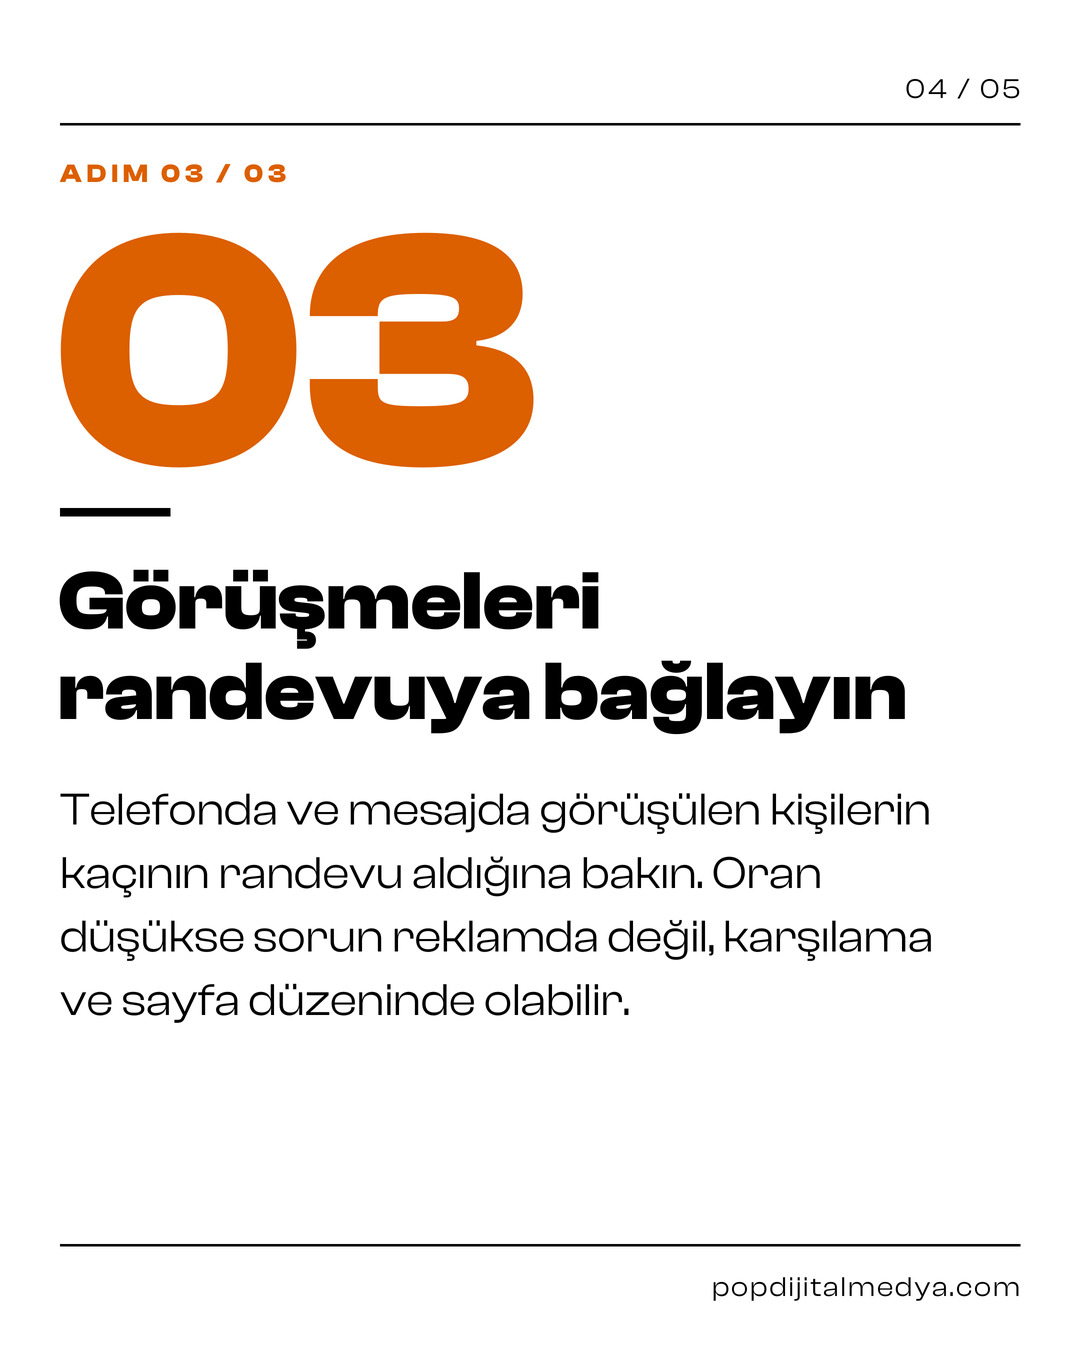 04 / 05
ADIM 03 / 03
03
Görüşmeleri
randevuya bağlayın
Telefonda ve mesajda görüşülen kişilerin
kaçının randevu aldığına bakın. Oran
düşükse sorun reklamda değil, karşılama
ve sayfa düzeninde olabilir.
popdijitalmedya.com